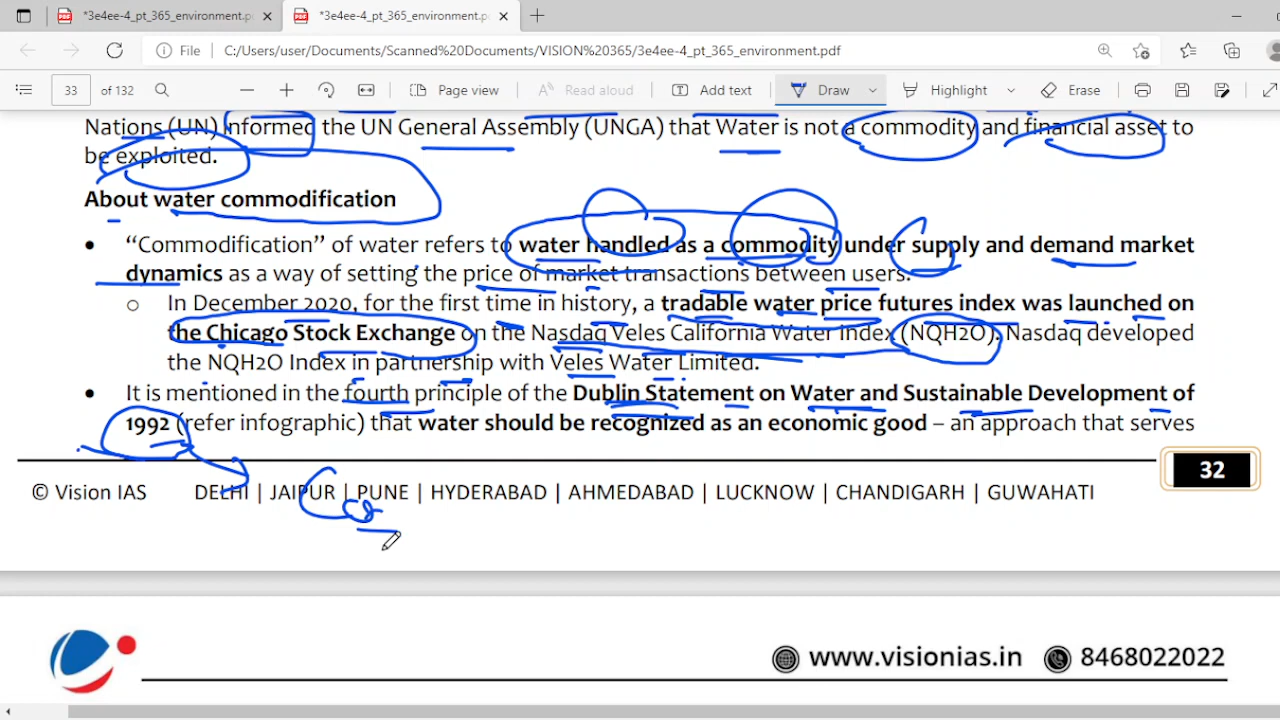 *3e4ee-4_pt_365_environment.pd
*3e4ee-4_pt_365_environment.pd
File
C:/Users/user/Documents/Scanned%20Documents/VISION%20365/3e4ee-4_pt_365_environment.pdf
33 of 132
Page view
Read aloud
Add text
Draw
Highlight
Erase
Nations (UN) informed the UN General Assembly (UNGA) that Water is not a commodity and financial asset to
be exploited.
About water commodification
● “Commodification” of water refers to water handled as a commodity under supply and demand market
dynamics as a way of setting the price of market transactions between users.
o In December 2020, for the first time in history, a tradable water price futures index was launched on
the Chicago Stock Exchange on the Nasdaq Veles California Water Index (NQH2O). Nasdaq developed
the NQH2O Index in partnership with Veles Water Limited.
● It is mentioned in the fourth principle of the Dublin Statement on Water and Sustainable Development of
1992 (refer infographic) that water should be recognized as an economic good – an approach that serves
© Vision IAS DELHI | JAIPUR | PUNE | HYDERABAD | AHMEDABAD | LUCKNOW | CHANDIGARH | GUWAHATI
32
www.visionias.in
8468022022